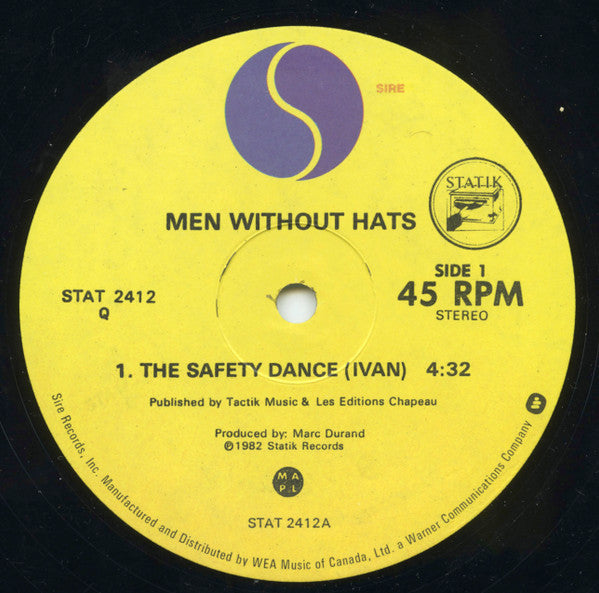 SIRE
STATIK
MEN WITHOUT HATS
STAT 2412
Q
SIDE 1
45 RPM
STEREO
1. THE SAFETY DANCE (IVAN) 4:32
Published by Tactik Music & Les Editions Chapeau
Produced by: Marc Durand
℗1982 Statik Records
M A
P L
STAT 2412A
Sire Records, Inc. Manufactured and Distributed by WEA Music of Canada, Ltd. a Warner Communications Company